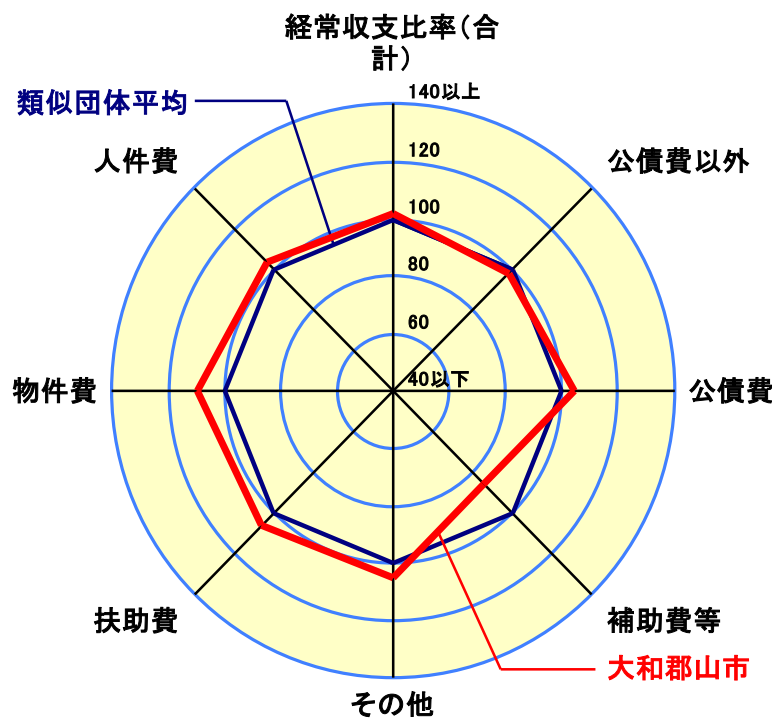 経常収支比率(合
計)
類似団体平均
140以上
人件費
公債費以外
120
100
80
60
物件費
40以下
公債費
扶助費
補助費等
大和郡山市
その他